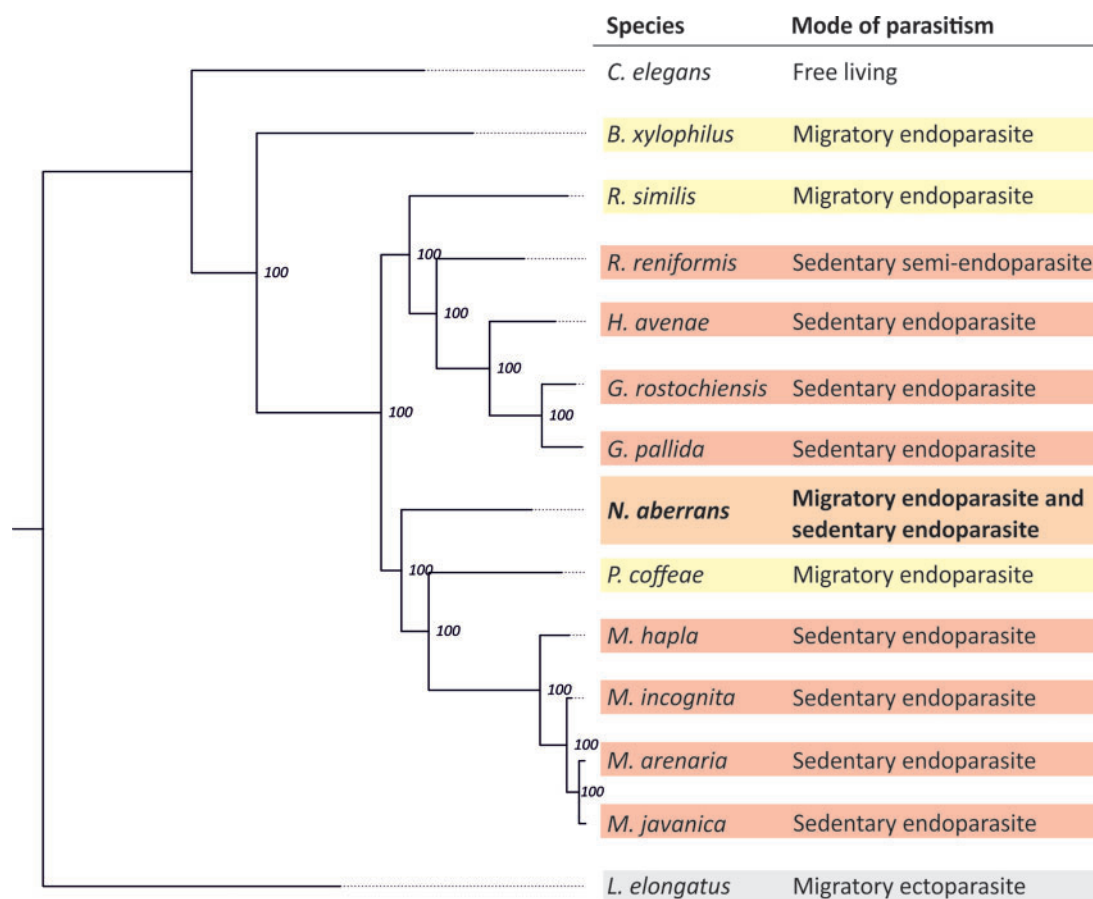 Species Mode of parasitism
C. elegans Free living
B. xylophilus Migratory endoparasite
R. similis Migratory endoparasite
100
R. reniformis Sedentary semi-endoparasite
100
100
H. avenae Sedentary endoparasite
100
G. rostochiensis Sedentary endoparasite
100
100
G. pallida Sedentary endoparasite
N. aberrans Migratory endoparasite and
sedentary endoparasite
100
P. coffeae Migratory endoparasite
100
M. hapla Sedentary endoparasite
100
M. incognita Sedentary endoparasite
100
M. arenaria Sedentary endoparasite
100
M. javanica Sedentary endoparasite
L. elongatus Migratory ectoparasite